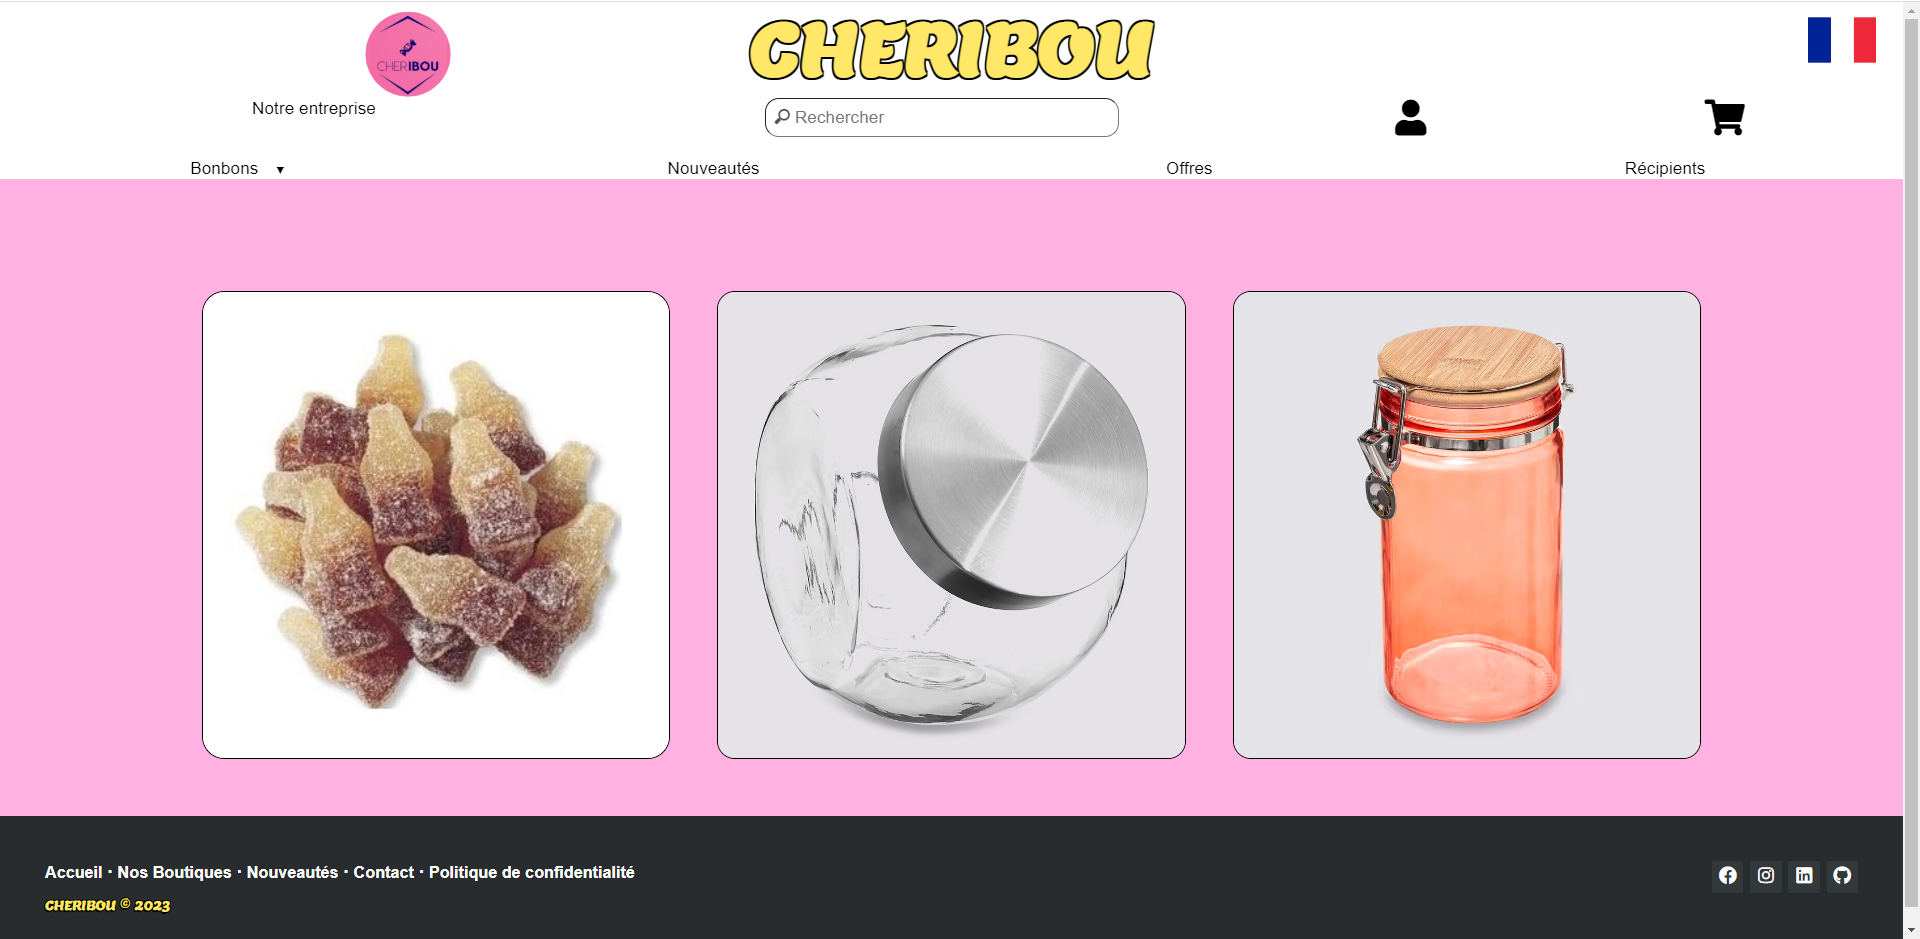 CHERIBOU
CHERIBOU
Notre entreprise
Rechercher
Bonbons ▼
Nouveautés
Offres
Récipients
Accueil · Nos Boutiques · Nouveautés · Contact · Politique de confidentialité
CHERIBOU © 2023